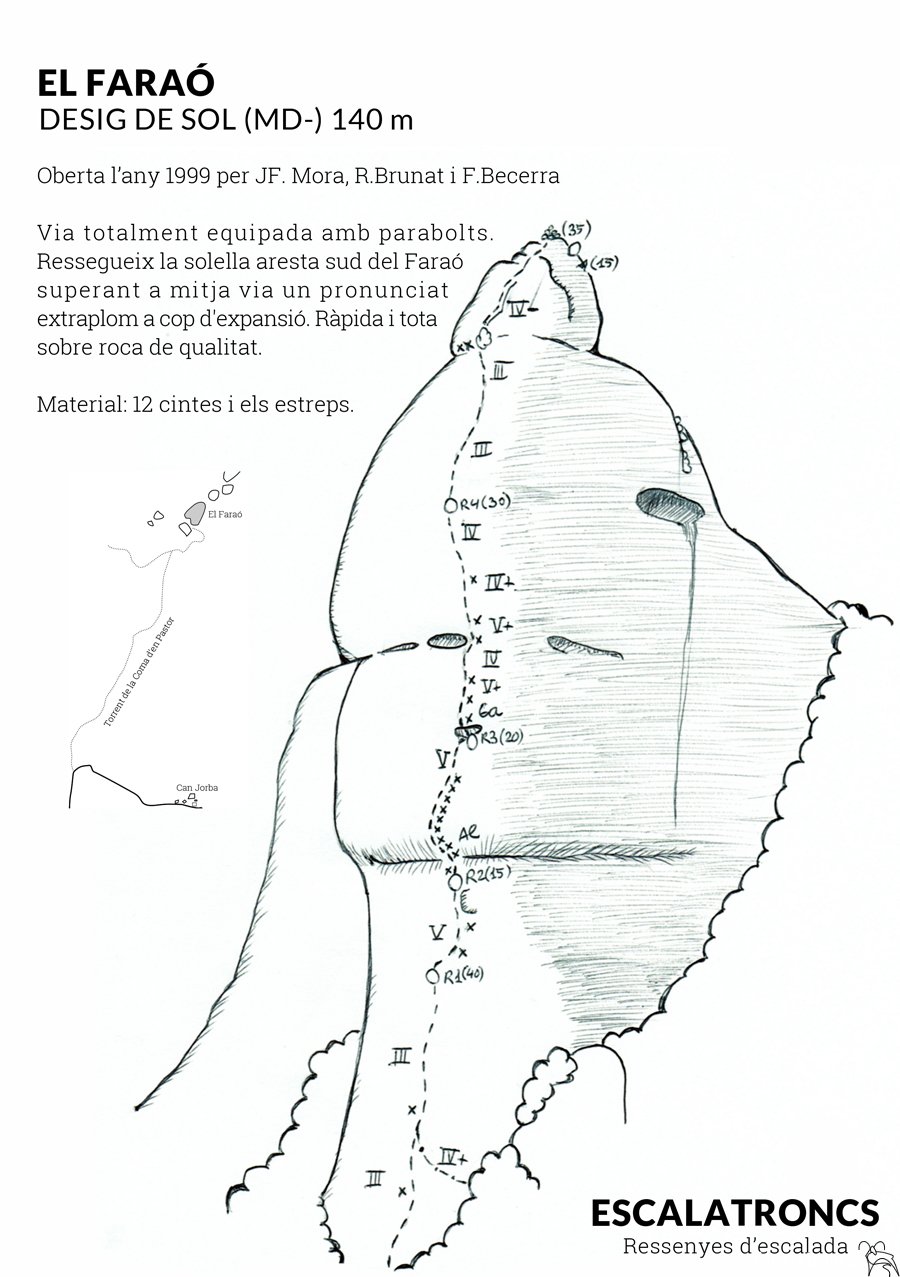 EL FARAÓ
DESIG DE SOL (MD-) 140 m
Oberta l'any 1999 per JF. Mora, R.Brunat i F.Becerra
Via totalment equipada amb parabolts.
Ressegueix la solella aresta sud del Faraó
superant a mitja via un pronunciat
extraplom a cop d'expansió. Ràpida i tota
sobre roca de qualitat.
Material: 12 cintes i els estreps.
(35)
(15)
IV-
III
III
R4(30)
IV
IV+
V+
IV
V+
6a
R3(20)
V
Ae
R2(15)
V
R1(40)
III
IV+
III
El Faraó
Torrent de la Coma d'en Pastor
Can Jorba
ESCALATRONCS
Ressenyes d'escalada